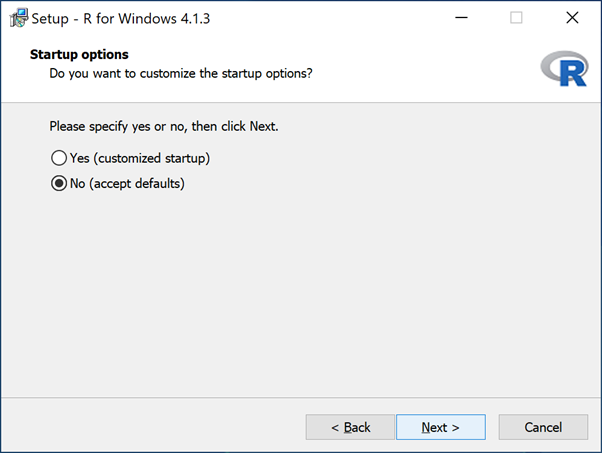 Setup - R for Windows 4.1.3
Startup options
Do you want to customize the startup options?
R
Please specify yes or no, then click Next.
Yes (customized startup)
No (accept defaults)
< Back
Next >
Cancel